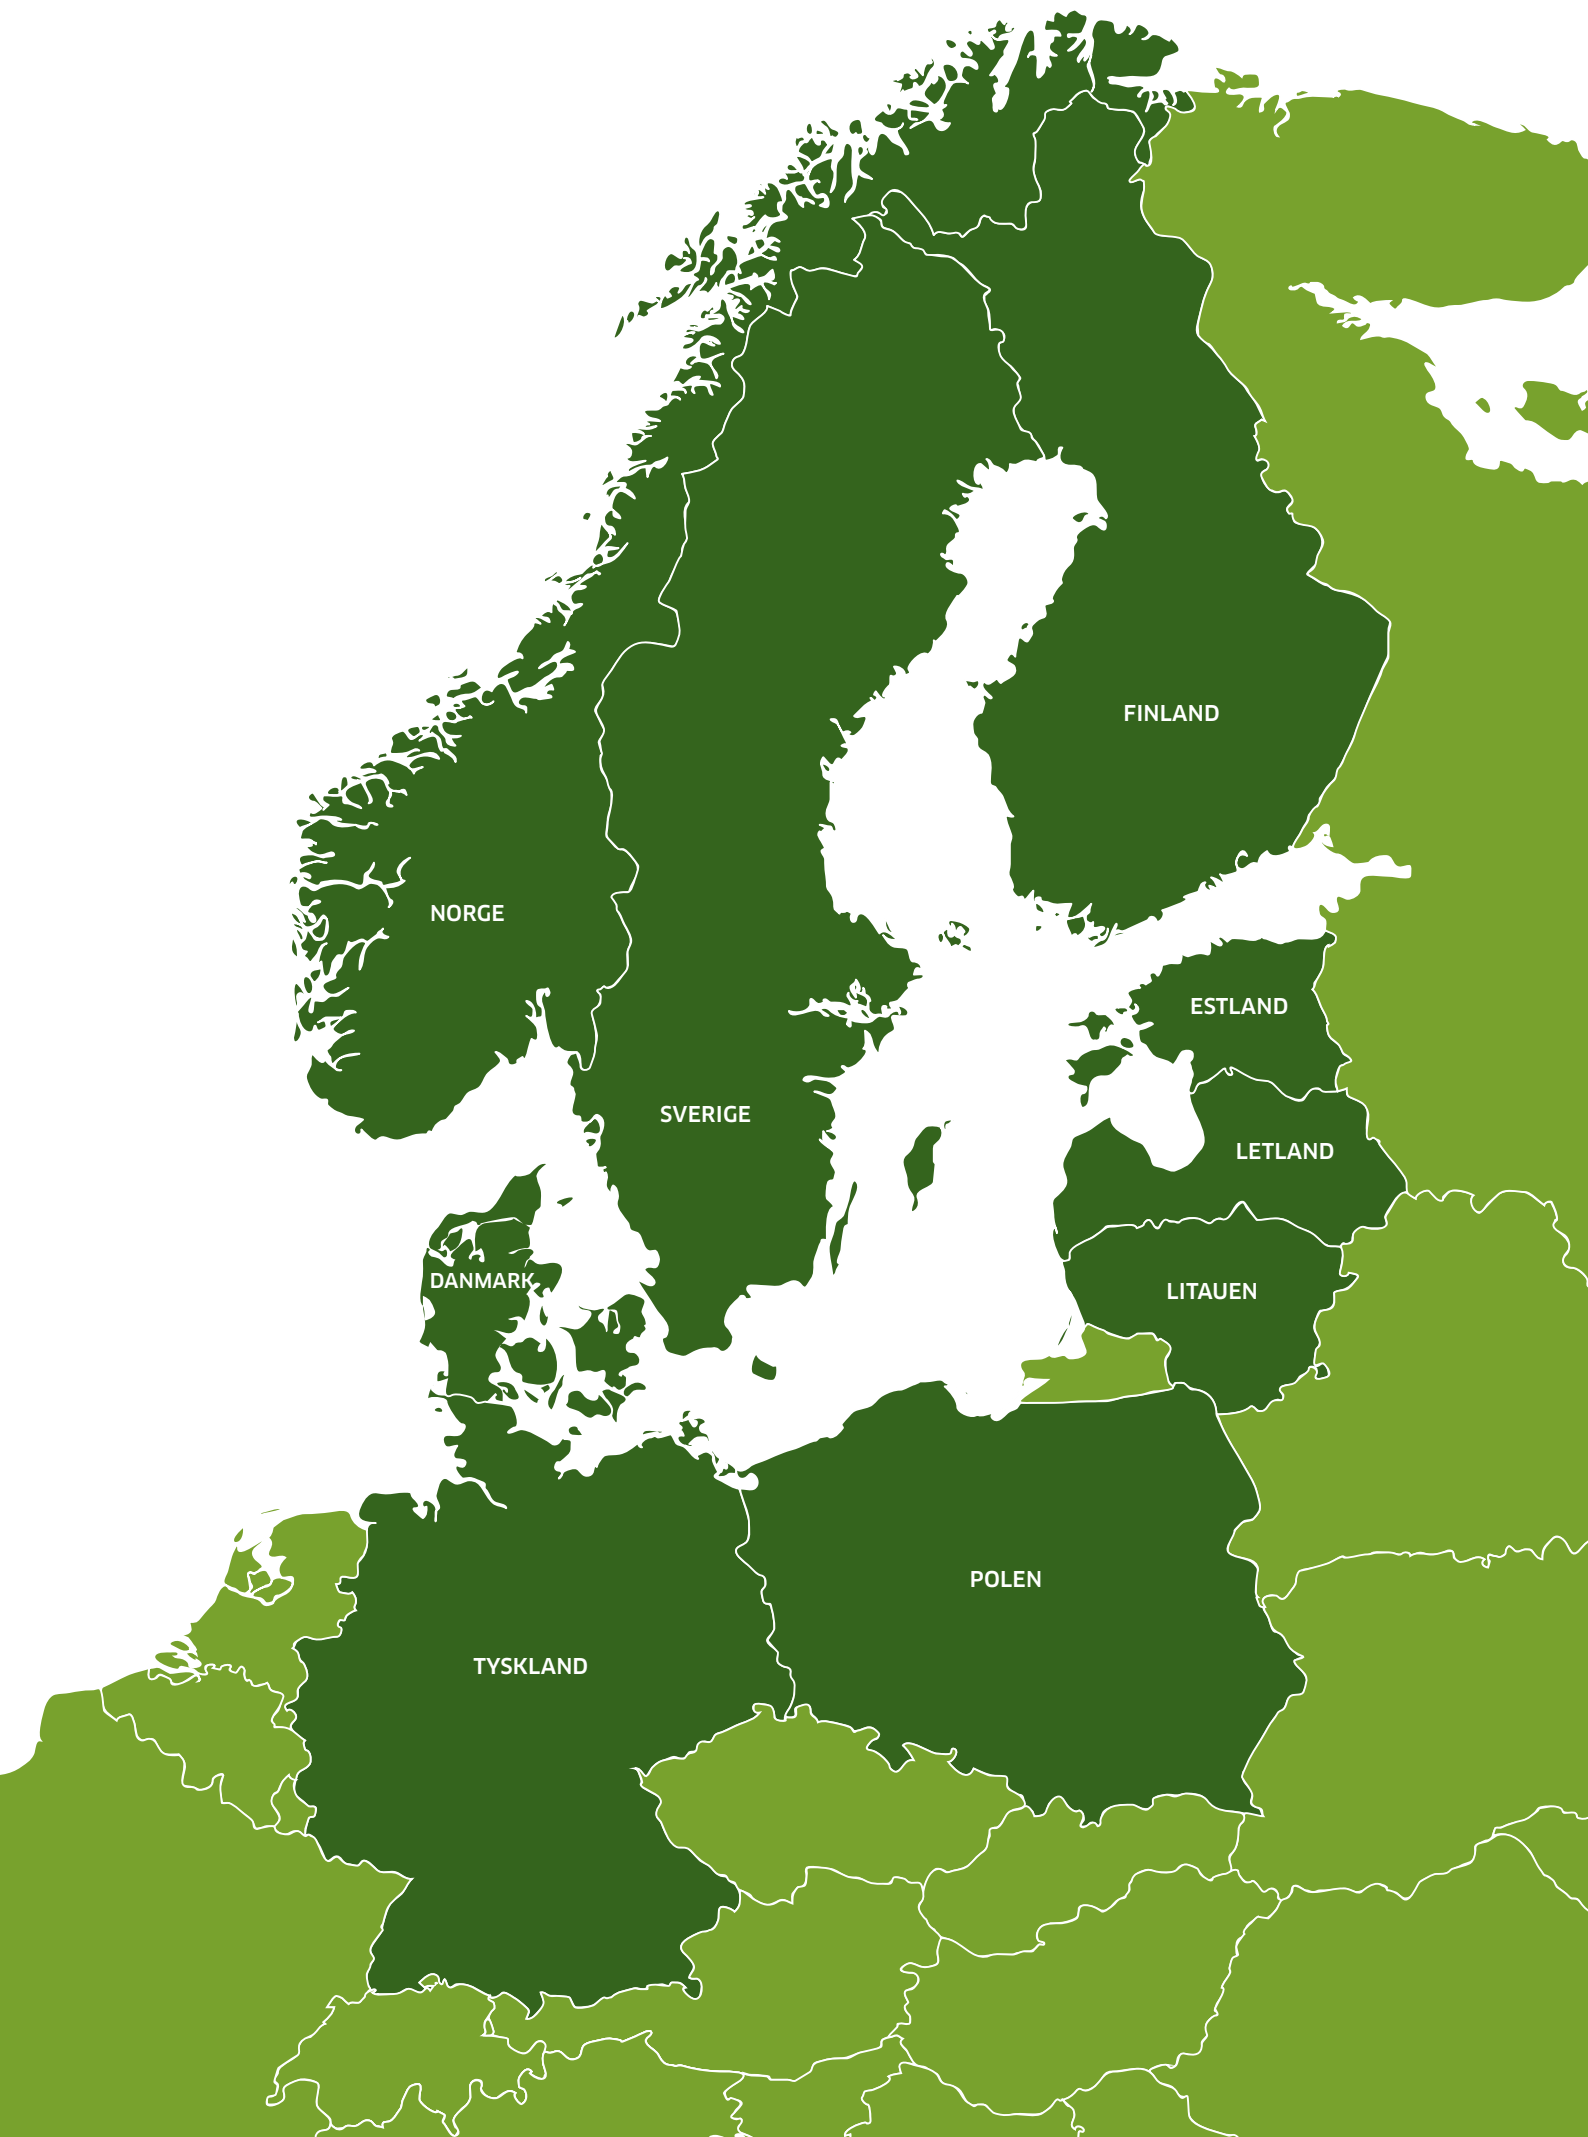 FINLAND
NORGE
ESTLAND
SVERIGE
LETLAND
DANMARK
LITAUEN
POLEN
TYSKLAND